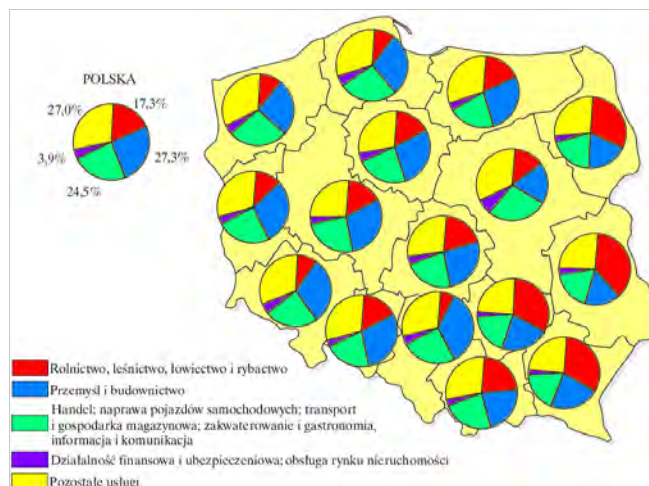 POLSKA
27,0%
17,3%
3,9%
27,3%
24,5%
Rolnictwo, leśnictwo, łowiectwo i rybactwo
Przemysł i budownictwo
Handel; naprawa pojazdów samochodowych; transport
i gospodarka magazynowa; zakwaterowanie i gastronomia,
informacja i komunikacja
Działalność finansowa i ubezpieczeniowa; obsługa rynku nieruchomości
Pozostałe usługi